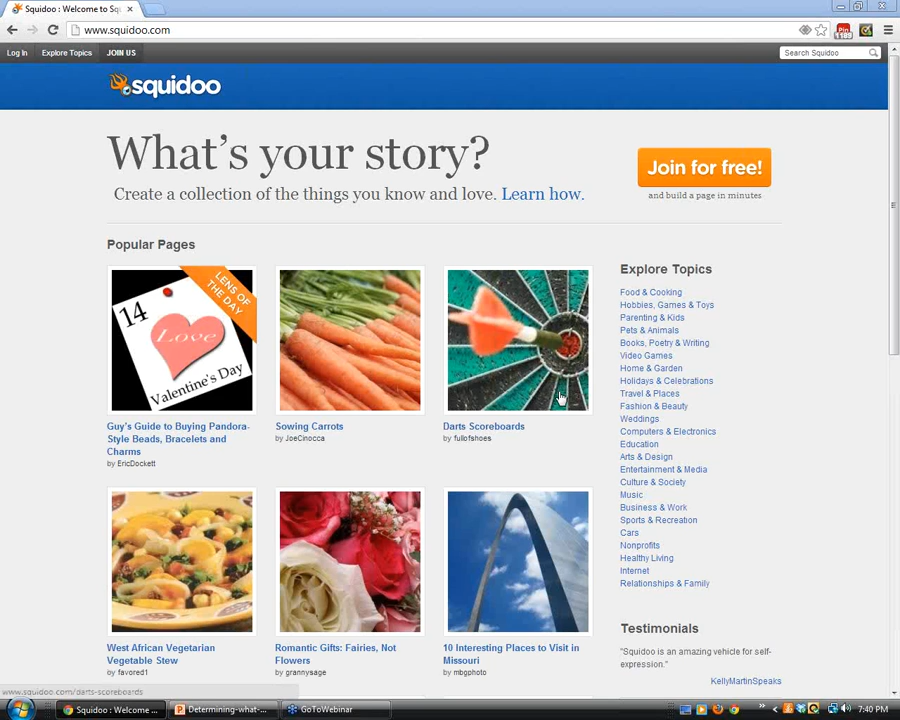 Squidoo : Welcome to Squ
www.squidoo.com
Log In
Explore Topics
JOIN US
Search Squidoo
squidoo
What's your story?
Create a collection of the things you know and love. Learn how.
Join for free!
and build a page in minutes
Popular Pages
LENS OF
THE DAY
14
Love
Valentine's Day
Guy's Guide to Buying Pandora-
Style Beads, Bracelets and
Charms
by EricDockett
Sowing Carrots
by JoeCinocca
Darts Scoreboards
by fullofshoes
West African Vegetarian
Vegetable Stew
by favored1
Romantic Gifts: Fairies, Not
Flowers
by grannysage
10 Interesting Places to Visit in
Missouri
by mbgphoto
Explore Topics
Food & Cooking
Hobbies, Games & Toys
Parenting & Kids
Pets & Animals
Books, Poetry & Writing
Video Games
Home & Garden
Holidays & Celebrations
Travel & Places
Fashion & Beauty
Weddings
Computers & Electronics
Education
Arts & Design
Entertainment & Media
Culture & Society
Music
Business & Work
Sports & Recreation
Cars
Nonprofits
Healthy Living
Internet
Relationships & Family
Testimonials
"Squidoo is an amazing vehicle for self-
expression."
KellyMartinSpeaks
www.squidoo.com/darts-scoreboards
Squidoo : Welcome ...
Determining-what-...
GoToWebinar
7:40 PM